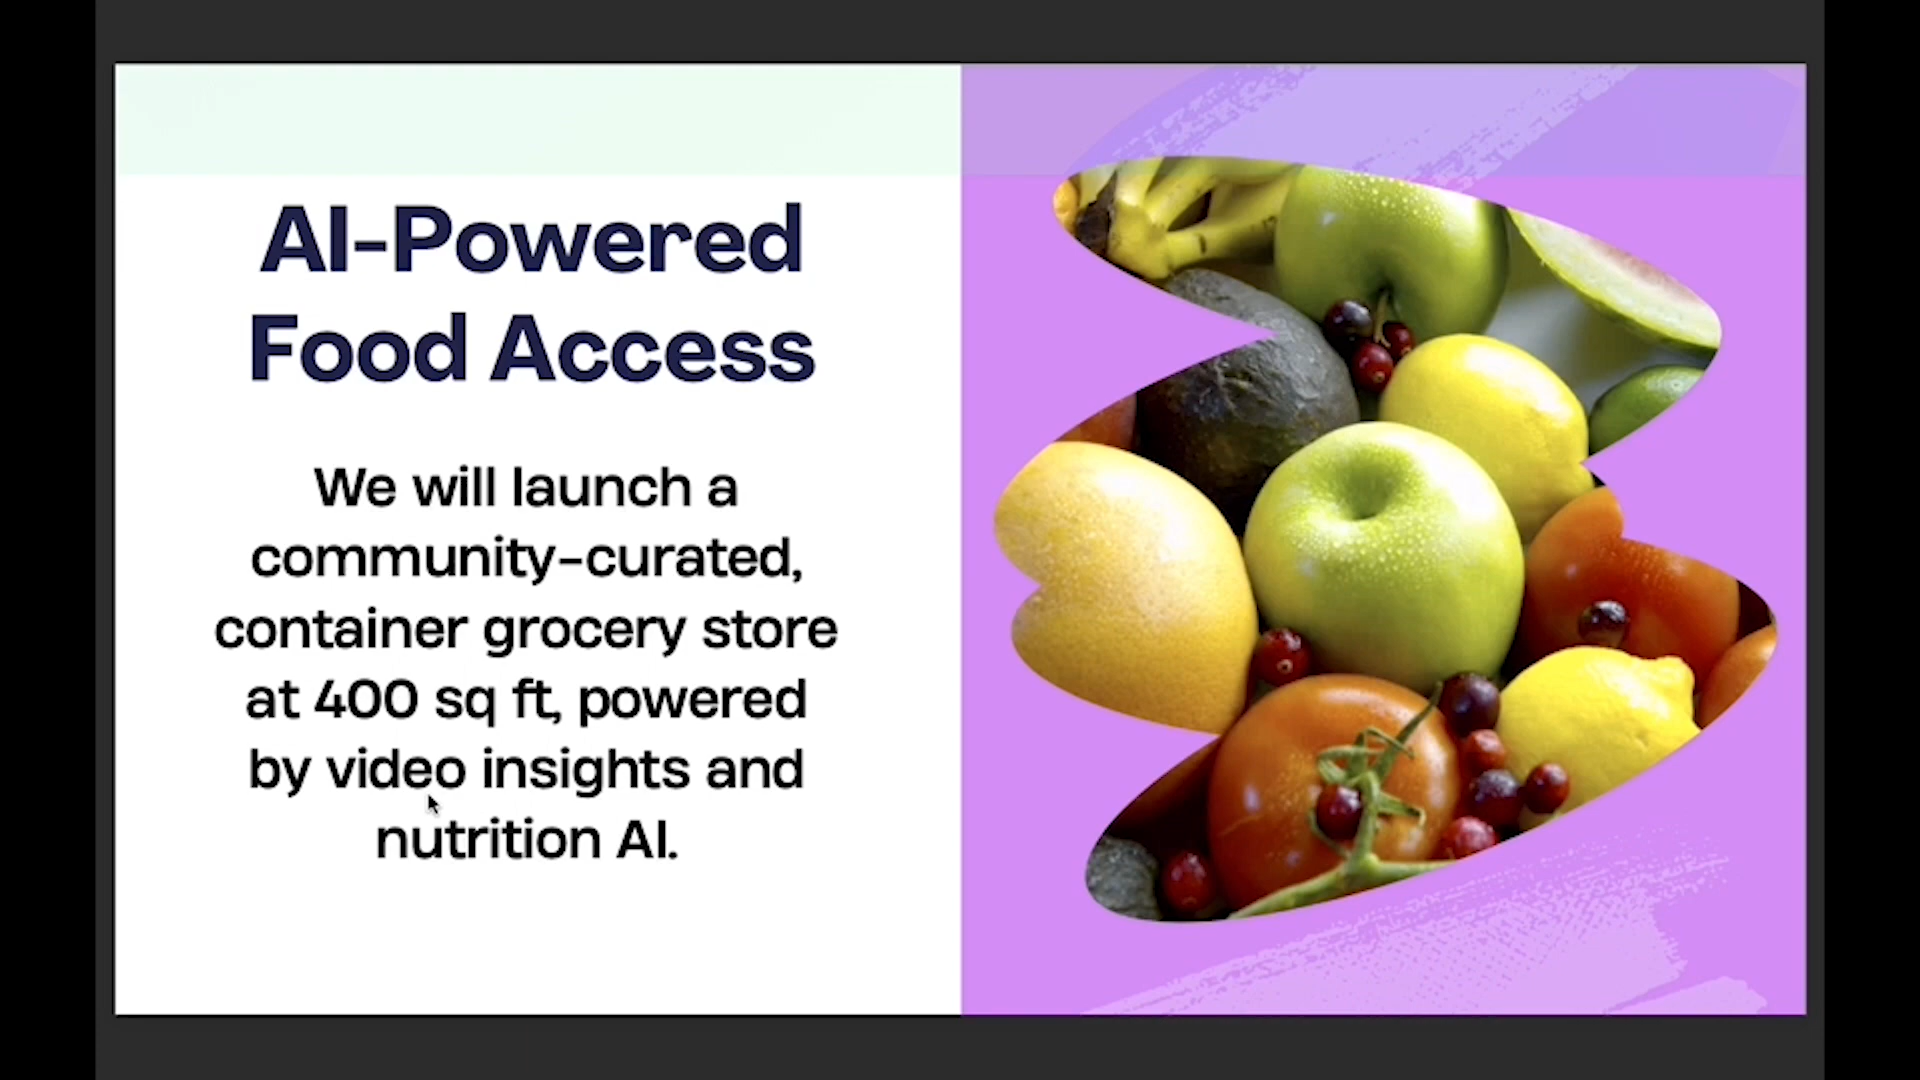 AI-Powered
Food Access
We will launch a
community-curated,
container grocery store
at 400 sq ft, powered
by video insights and
nutrition AI.